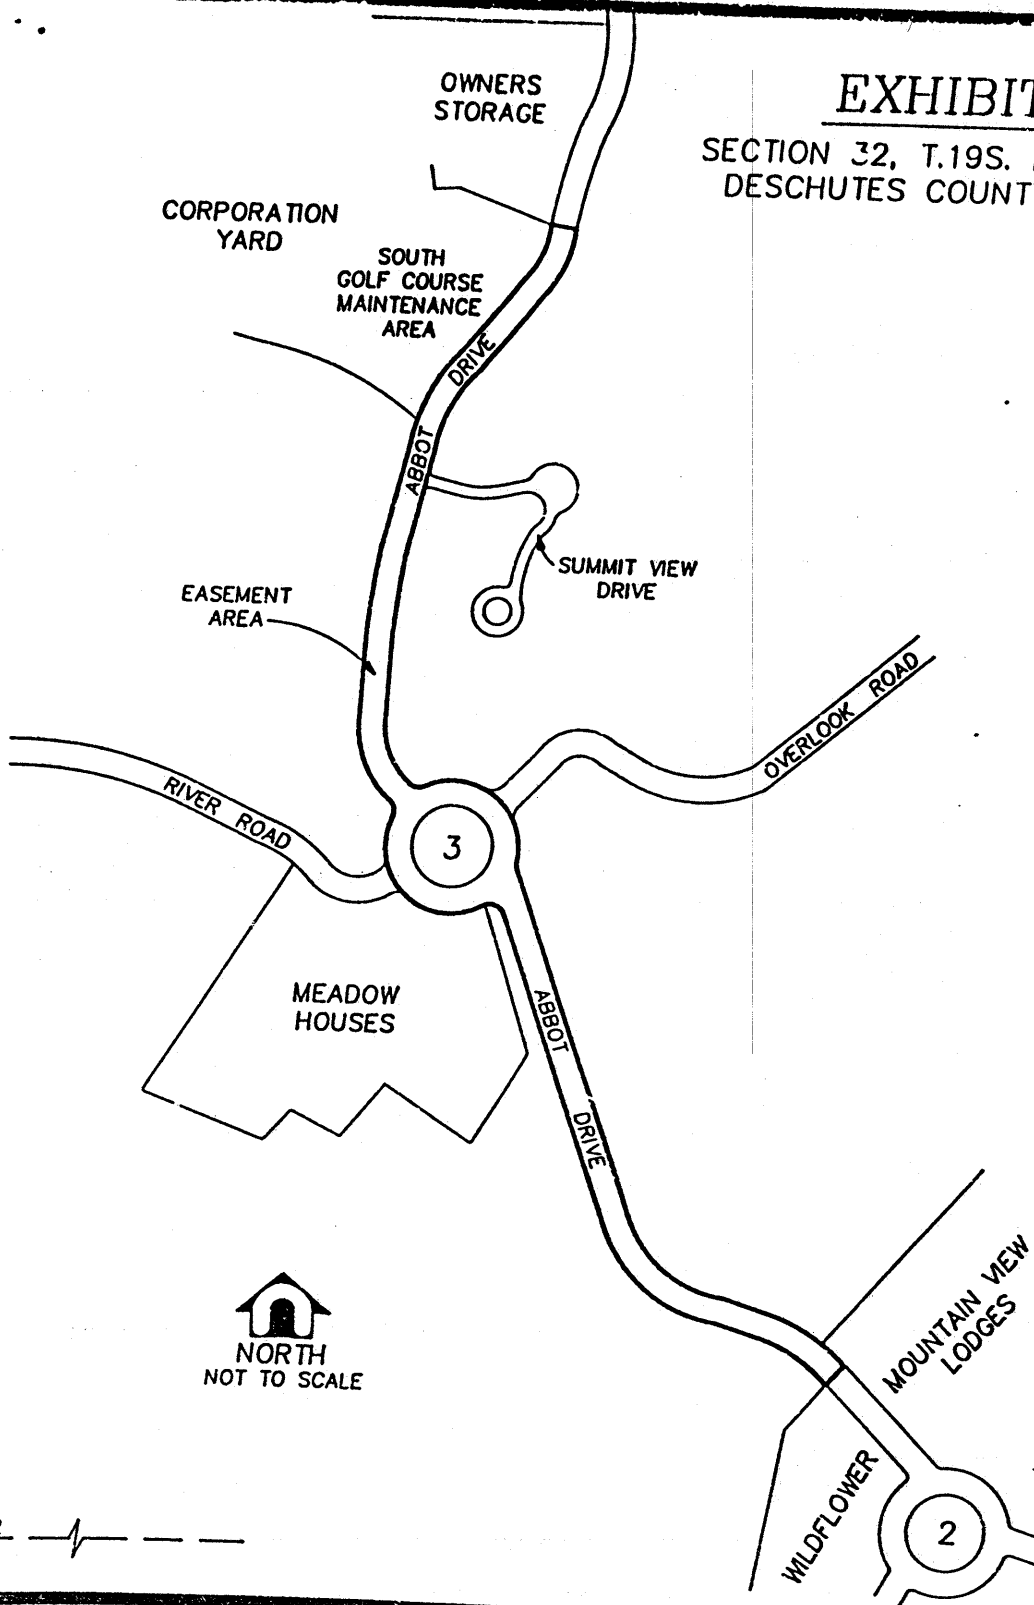 OWNERS
STORAGE
EXHIBIT
SECTION 32, T.19S.
DESCHUTES COUNT
CORPORATION
YARD
SOUTH
GOLF COURSE
MAINTENANCE
AREA
ABBOT DRIVE
SUMMIT VIEW
DRIVE
EASEMENT
AREA
OVERLOOK ROAD
RIVER ROAD
3
MEADOW
HOUSES
ABBOT DRIVE
NORTH
NOT TO SCALE
MOUNTAIN VIEW
LODGES
WILDFLOWER
2